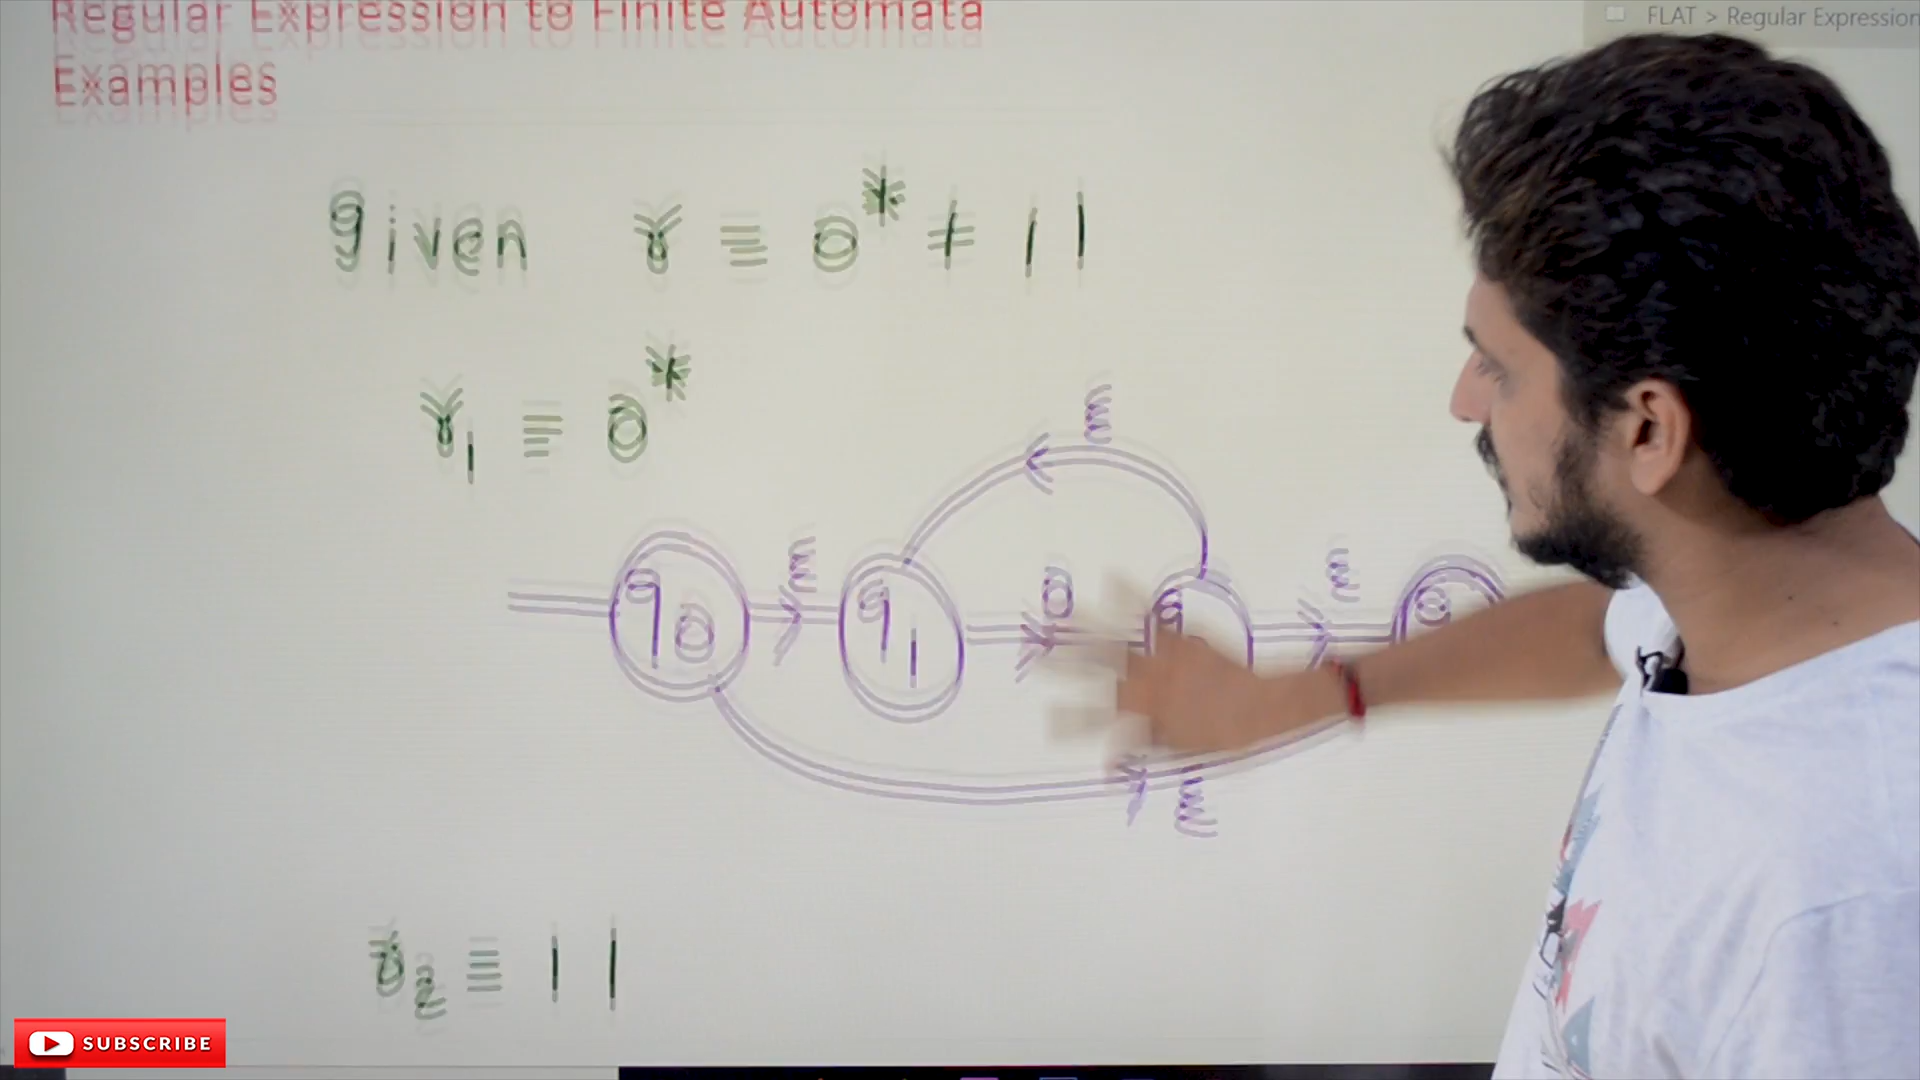 Regular Expression to Finite Automata
Examples
FLAT > Regular Expression
given r = 0* + 11
r1 = 0*
ε
q0 ε q1 0 q ε
ε
r2 = 11
SUBSCRIBE